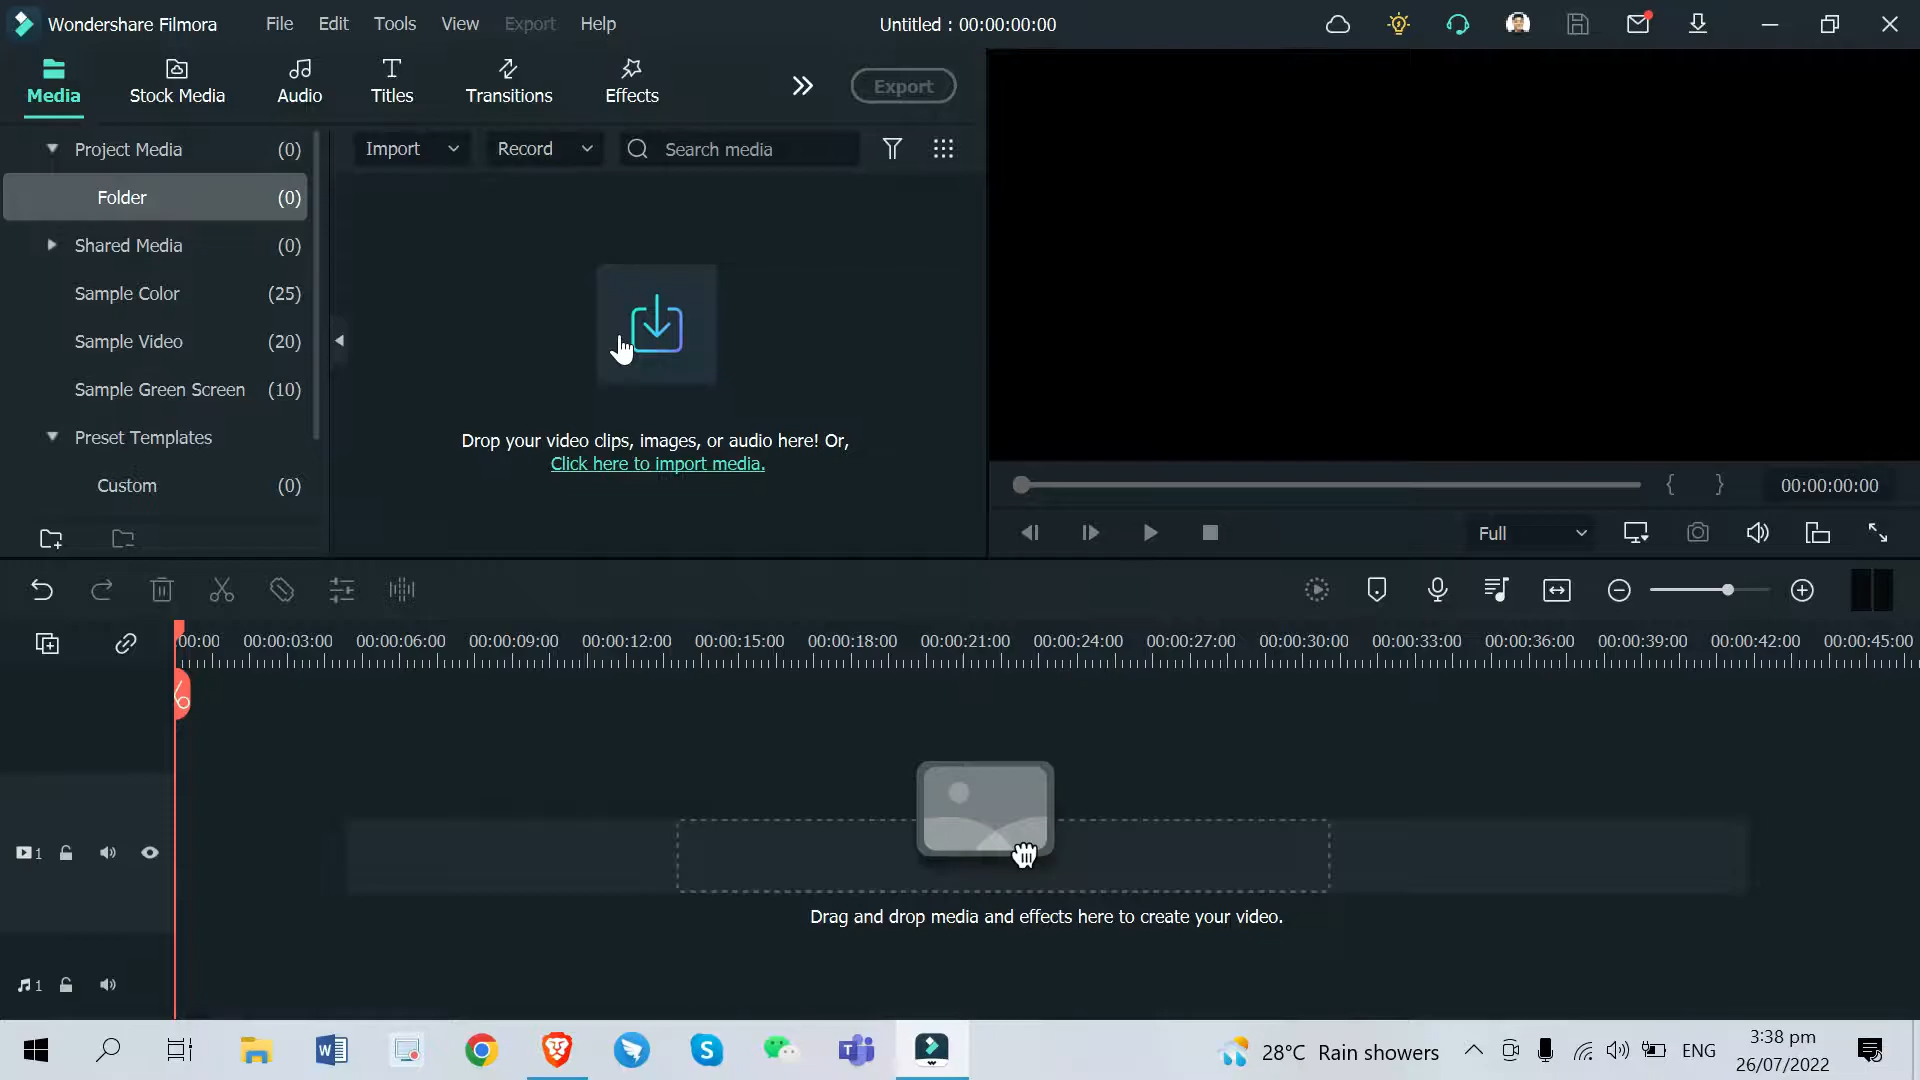 Wondershare Filmora
File Edit Tools View Export Help
Untitled : 00:00:00:00
Media
Stock Media
Audio
Titles
Transitions
Effects
Export
Project Media (0)
Folder (0)
Shared Media (0)
Sample Color (25)
Sample Video (20)
Sample Green Screen (10)
Preset Templates
Custom (0)
Import
Record
Search media
Drop your video clips, images, or audio here! Or,
Click here to import media.
{ } 00:00:00:00
Full
:00:00 00:00:03:00 00:00:06:00 00:00:09:00 00:00:12:00 00:00:15:00 00:00:18:00 00:00:21:00 00:00:24:00 00:00:27:00 00:00:30:00 00:00:33:00 00:00:36:00 00:00:39:00 00:00:42:00 00:00:45:00
1
Drag and drop media and effects here to create your video.
1
28°C Rain showers
ENG
3:38 pm
26/07/2022